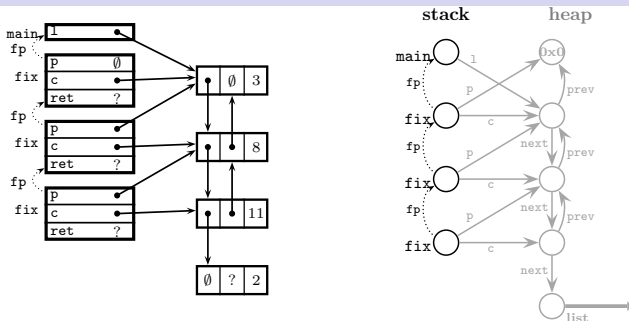 stack heap
main l
fp
p ∅
fix c
ret ?
fp
p
fix c
ret ?
fp
p
fix c
ret ?
∅ 3
8
11
∅ ? 2
main 0x0
l
fp p prev
fix c
next
fp p prev
fix c
next
fp p prev
fix c
next
list